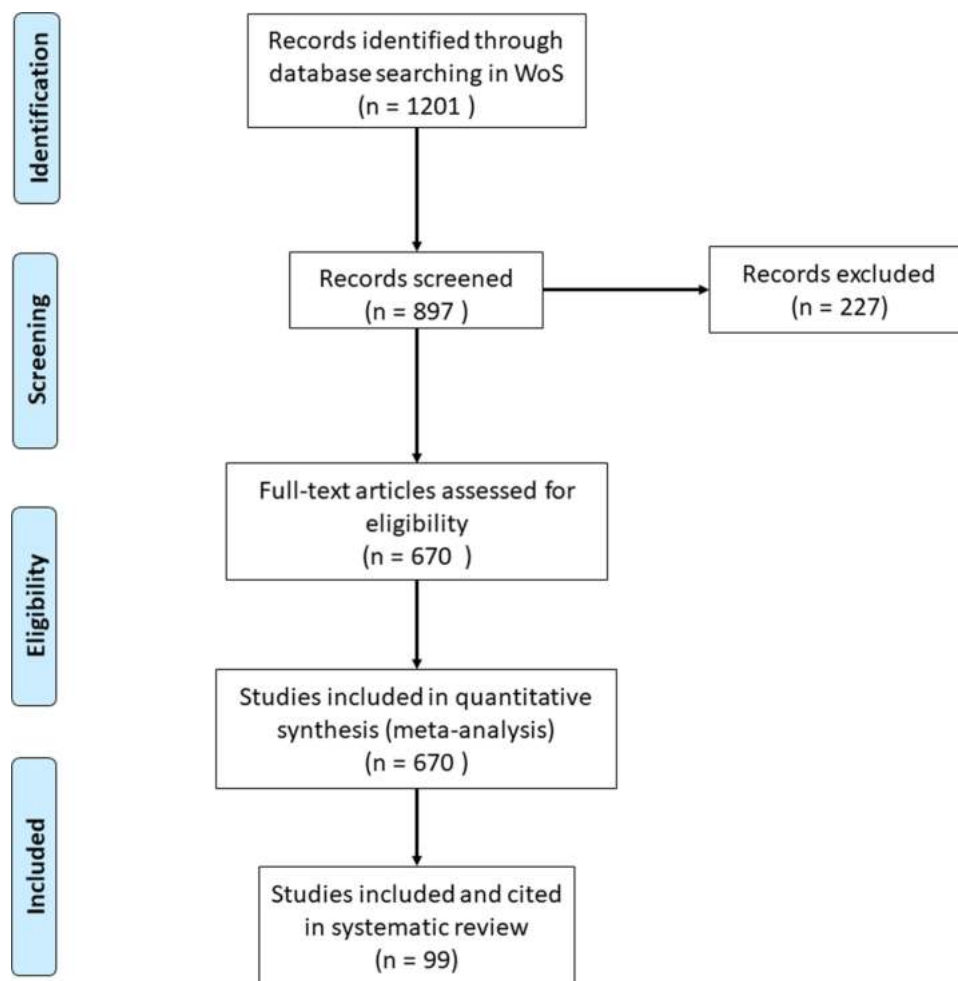 Identification
Records identified through
database searching in WoS
(n = 1201 )
Screening
Records screened
(n = 897 )
Records excluded
(n = 227)
Eligibility
Full-text articles assessed for
eligibility
(n = 670 )
Studies included in quantitative
synthesis (meta-analysis)
(n = 670 )
Included
Studies included and cited
in systematic review
(n = 99)